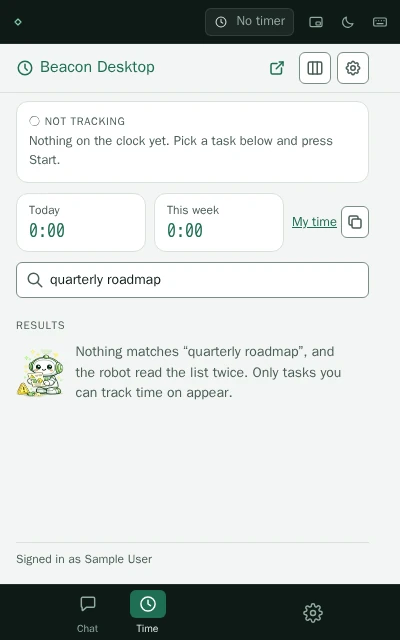 No timer
Beacon Desktop
NOT TRACKING
Nothing on the clock yet. Pick a task below and press
Start.
Today
0:00
This week
0:00
My time
quarterly roadmap
RESULTS
Nothing matches “quarterly roadmap”, and
the robot read the list twice. Only tasks you
can track time on appear.
Signed in as Sample User
Chat
Time